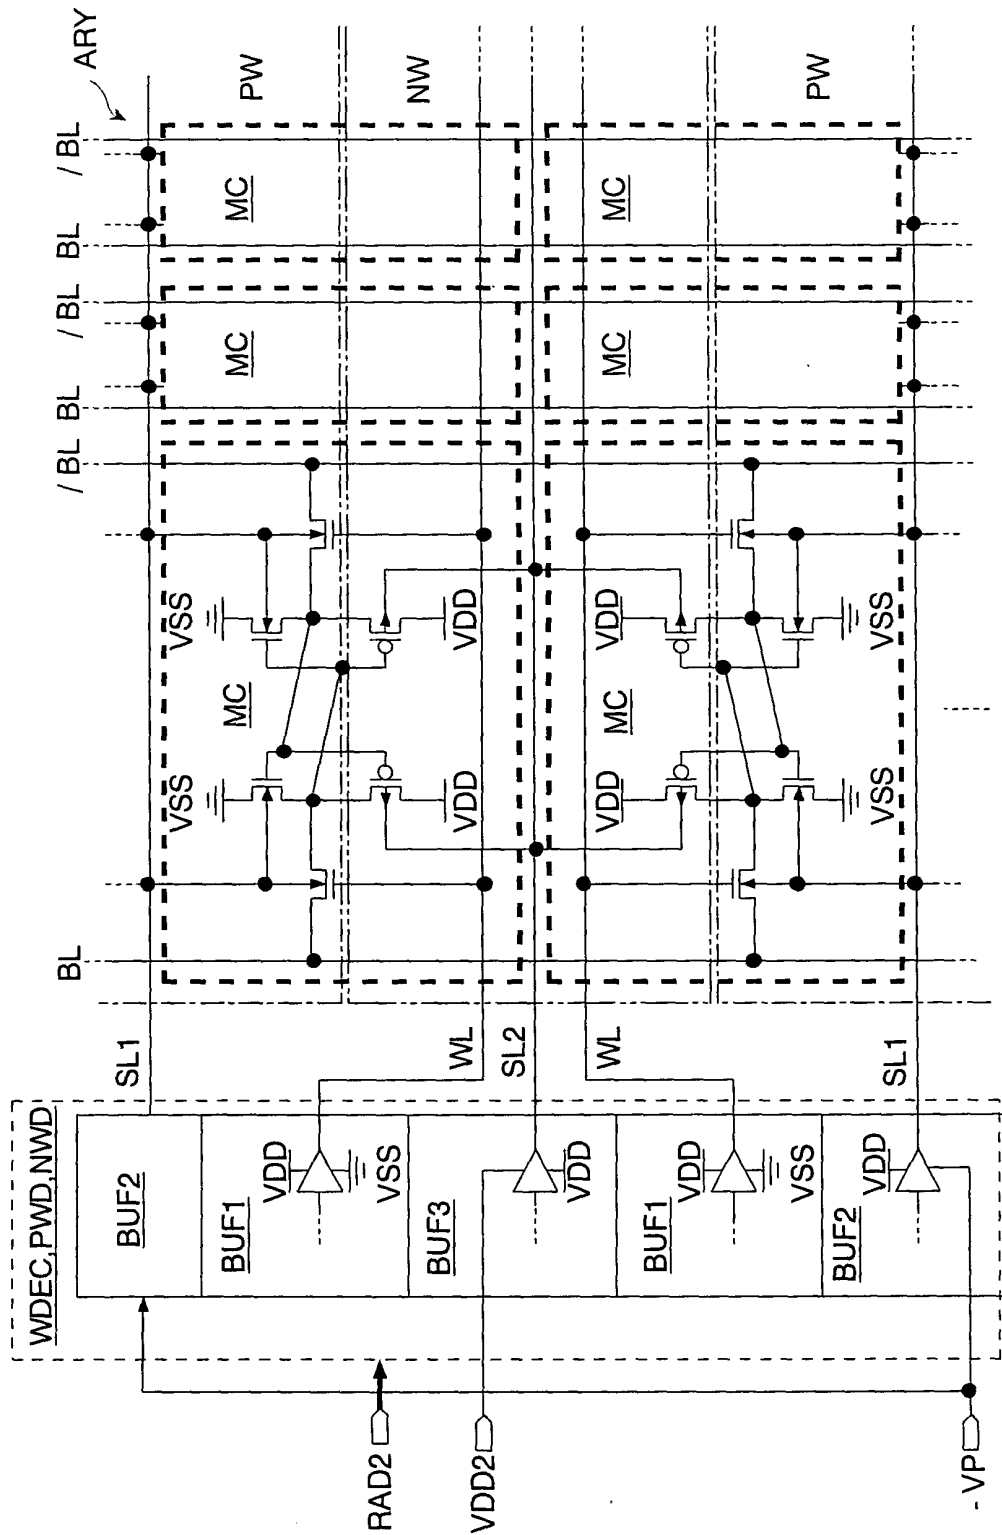 ARY
/ BL
BL
/ BL
BL
/ BL
BL
PW
NW
PW
MC
MC
MC
MC
VSS
VSS
MC
VDD
VDD
VDD
VDD
MC
VSS
VSS
SL1
WL
SL2
WL
SL1
WDEC,PWD,NWD
BUF2
BUF1
VDD
VSS
BUF3
VDD
BUF1
VDD
VSS
BUF2
VDD
RAD2
VDD2
- VP